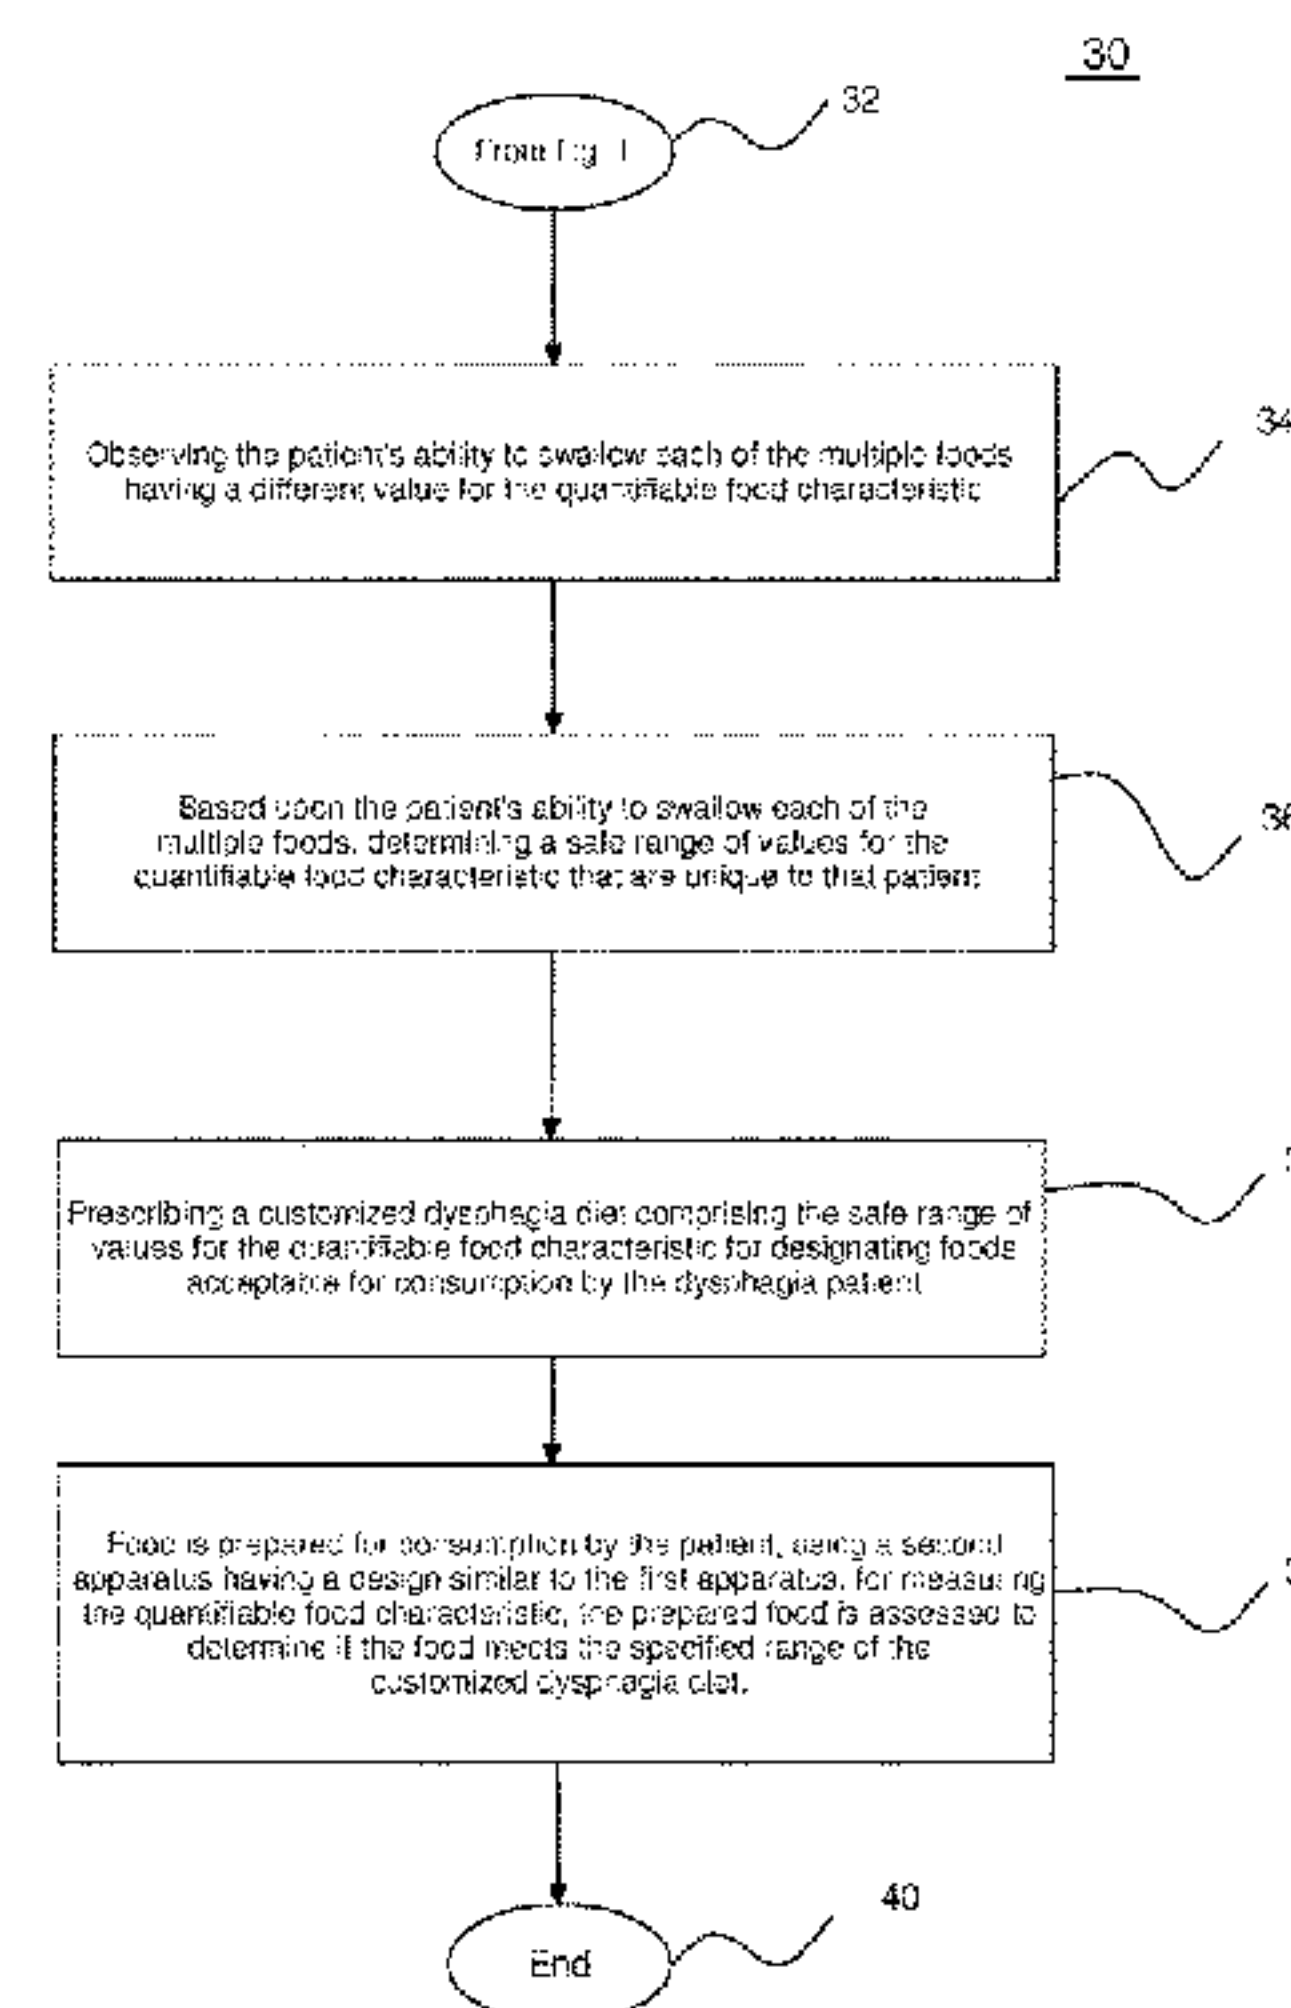 30
32
From Fig 1
Observing the patient's ability to swallow each of the multiple foods
34
having a different value for the quantifiable food characteristic
Based upon the patient's ability to swallow each of the
multiple foods, determining a safe range of values for the
quantifiable food characteristic that are unique to that patient
Prescribing a customized dysphagia diet comprising the safe range of
values for the quantifiable food characteristic for designating foods
acceptable for consumption by the dysphagia patient
Food is prepared for consumption by the patient, using a second
apparatus having a design similar to the first apparatus, for measuring
the quantifiable food characteristic, the prepared food is assessed to
determine if the food meets the specified range of the
customized dysphagia diet.
40
End